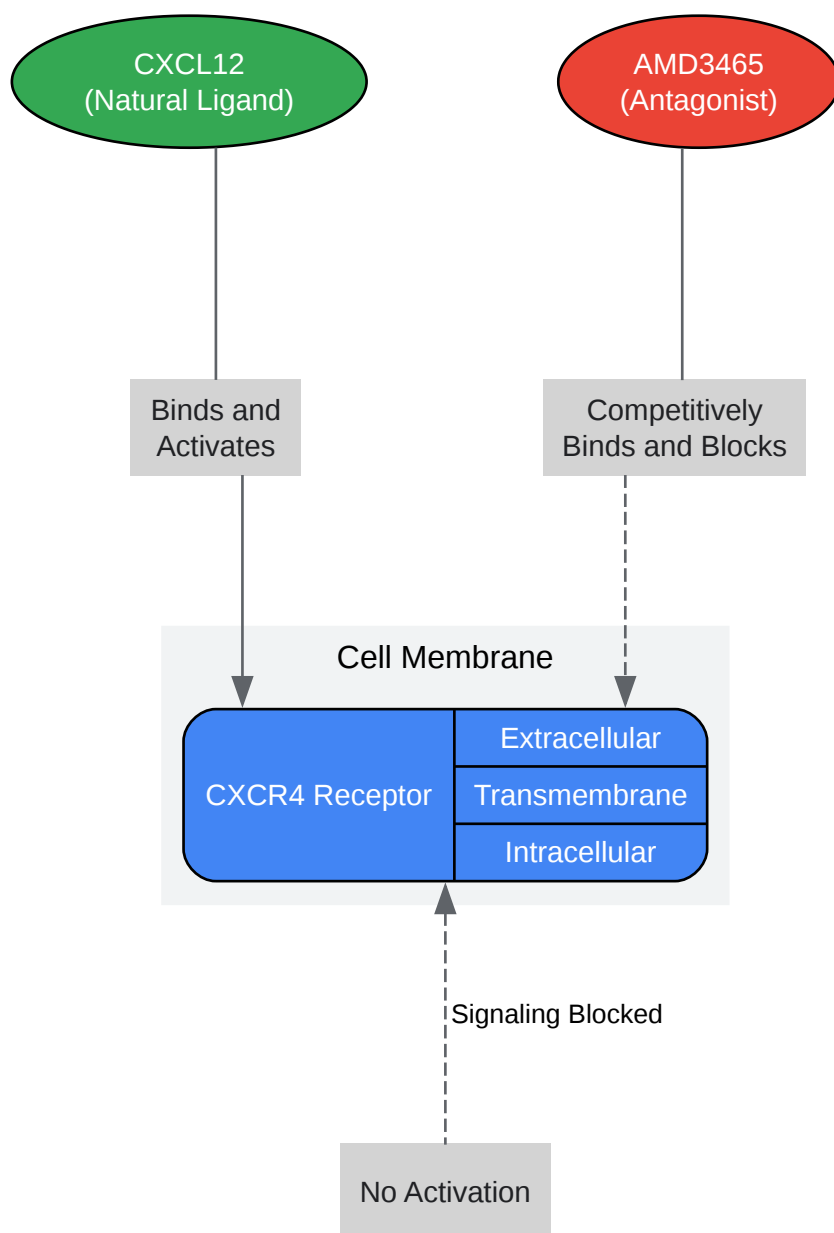 CXCL12
(Natural Ligand)
AMD3465
(Antagonist)
Binds and
Activates
Competitively
Binds and Blocks
Cell Membrane
CXCR4 Receptor
Extracellular
Transmembrane
Intracellular
Signaling Blocked
No Activation